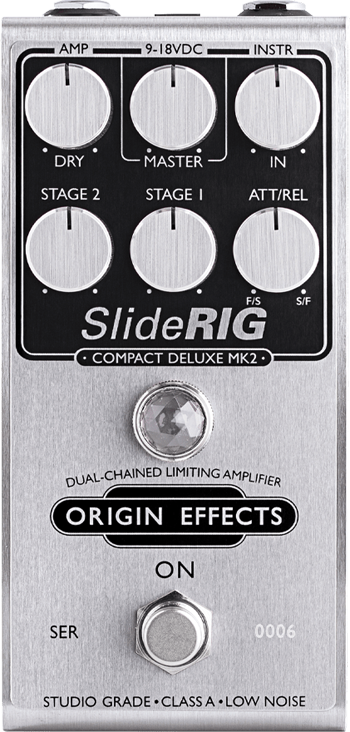 AMP 9-18VDC INSTR
DRY MASTER IN
STAGE 2 STAGE 1 ATT/REL
F/S S/F
SlideRIG
• COMPACT DELUXE MK2 •
DUAL-CHAINED LIMITING AMPLIFIER
ORIGIN EFFECTS
ON
SER 0006
STUDIO GRADE • CLASS A • LOW NOISE